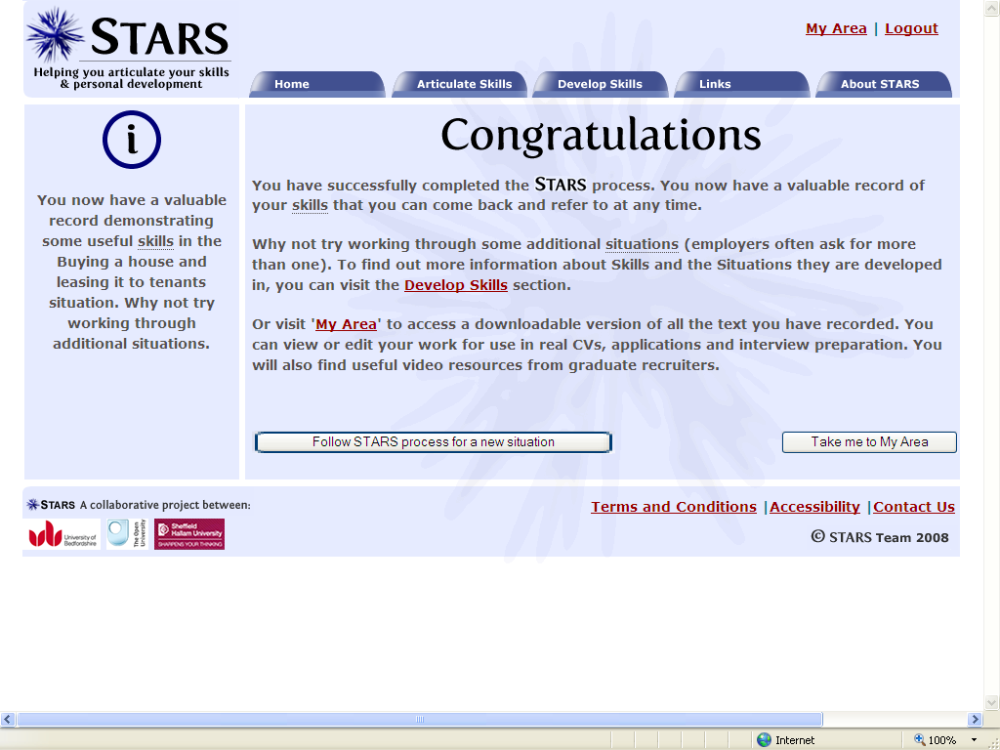 STARS
Helping you articulate your skills
& personal development
My Area | Logout
Home
Articulate Skills
Develop Skills
Links
About STARS
i
You now have a valuable
record demonstrating
some useful skills in the
Buying a house and
leasing it to tenants
situation. Why not try
working through
additional situations.
Congratulations
You have successfully completed the STARS process. You now have a valuable record of
your skills that you can come back and refer to at any time.
Why not try working through some additional situations (employers often ask for more
than one). To find out more information about Skills and the Situations they are developed
in, you can visit the Develop Skills section.
Or visit 'My Area' to access a downloadable version of all the text you have recorded. You
can view or edit your work for use in real CVs, applications and interview preparation. You
will also find useful video resources from graduate recruiters.
Follow STARS process for a new situation
Take me to My Area
STARS A collaborative project between:
University of
Bedfordshire
The Open
University
Sheffield
Hallam University
SHARPENS YOUR THINKING
Terms and Conditions | Accessibility | Contact Us
© STARS Team 2008
Internet
100%